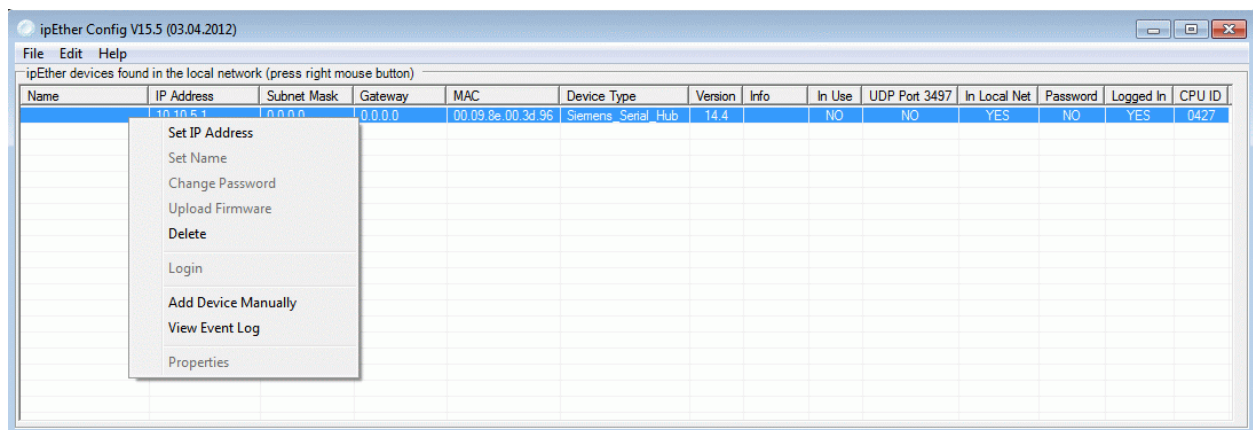 ipEther Config V15.5 (03.04.2012)
File Edit Help
ipEther devices found in the local network (press right mouse button)
Name IP Address Subnet Mask Gateway MAC Device Type Version Info In Use UDP Port 3497 In Local Net Password Logged In CPU ID
10.10.5.1 0.0.0.0 0.0.0.0 00.09.8e.00.3d.96 Siemens_Serial_Hub 14.4 NO NO YES NO YES 0427
Set IP Address
Set Name
Change Password
Upload Firmware
Delete
Login
Add Device Manually
View Event Log
Properties